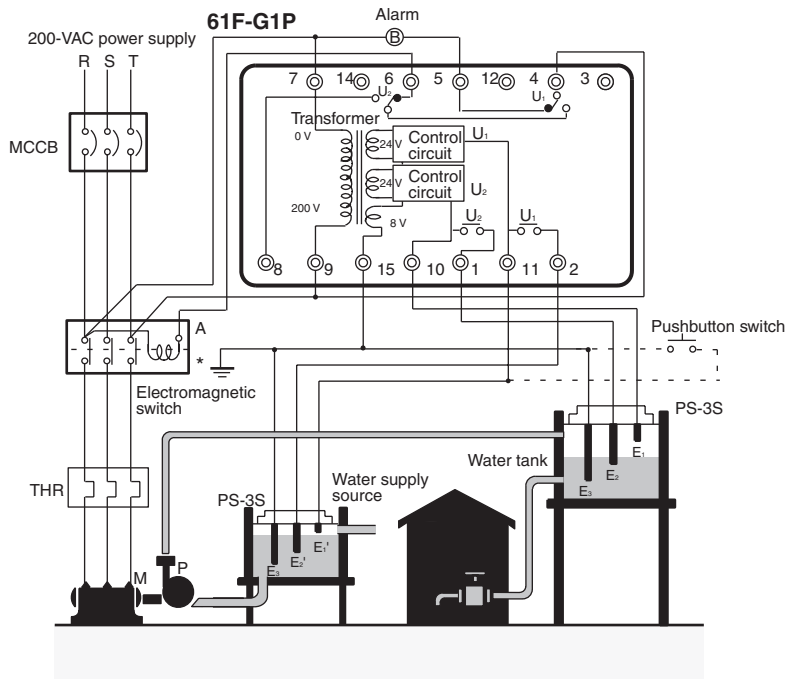 61F-G1P
Alarm
B
200-VAC power supply
R S T
7 14 6 5 12 4 3
U₂
U₁
MCCB
Transformer
0 V
24 V
Control circuit
U₁
24 V
Control circuit
U₂
200 V
8 V
U₂
U₁
8 9 15 10 1 11 2
A
*
Electromagnetic
switch
Pushbutton switch
PS-3S
Water tank
E₁
E₂
E₃
THR
PS-3S
Water supply
source
E₁'
E₂'
E₃
M
P